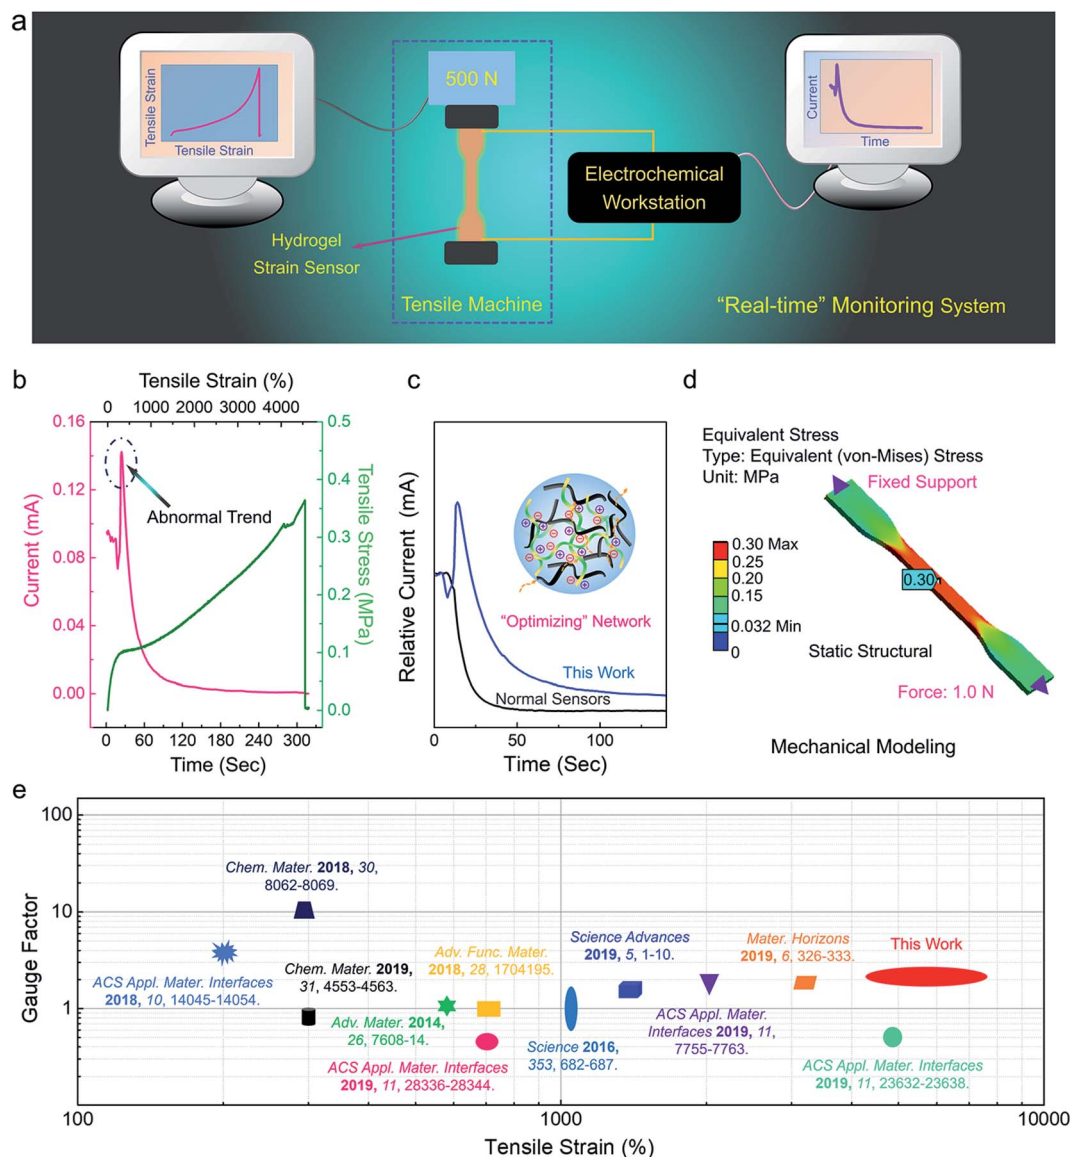 a
Tensile Strain
Tensile Strain
500 N
Current
Time
Electrochemical
Workstation
Hydrogel
Strain Sensor
Tensile Machine
“Real-time” Monitoring System
b
Tensile Strain (%)
0 1000 2000 3000 4000
0.16
0.12
0.08
0.04
0.00
Current (mA)
Abnormal Trend
0.5
0.4
0.3
0.2
0.1
0.0
Tensile Stress (MPa)
0 60 120 180 240 300
Time (Sec)
c
Relative Current (mA)
“Optimizing” Network
This Work
Normal Sensors
0 50 100
Time (Sec)
d
Equivalent Stress
Type: Equivalent (von-Mises) Stress
Unit: MPa
Fixed Support
0.30 Max
0.25
0.20
0.15
0.032 Min
0
0.30
Static Structural
Force: 1.0 N
Mechanical Modeling
e
Gauge Factor
100
10
1
Chem. Mater. 2018, 30,
8062-8069.
ACS Appl. Mater. Interfaces
2018, 10, 14045-14054.
Chem. Mater. 2019,
31, 4553-4563.
Adv. Func. Mater.
2018, 28, 1704195.
Adv. Mater. 2014,
26, 7608-14.
ACS Appl. Mater. Interfaces
2019, 11, 28336-28344.
Science Advances
2019, 5, 1-10.
Science 2016,
353, 682-687.
ACS Appl. Mater.
Interfaces 2019, 11,
7755-7763.
Mater. Horizons
2019, 6, 326-333.
This Work
ACS Appl. Mater. Interfaces
2019, 11, 23632-23638.
100 1000 10000
Tensile Strain (%)